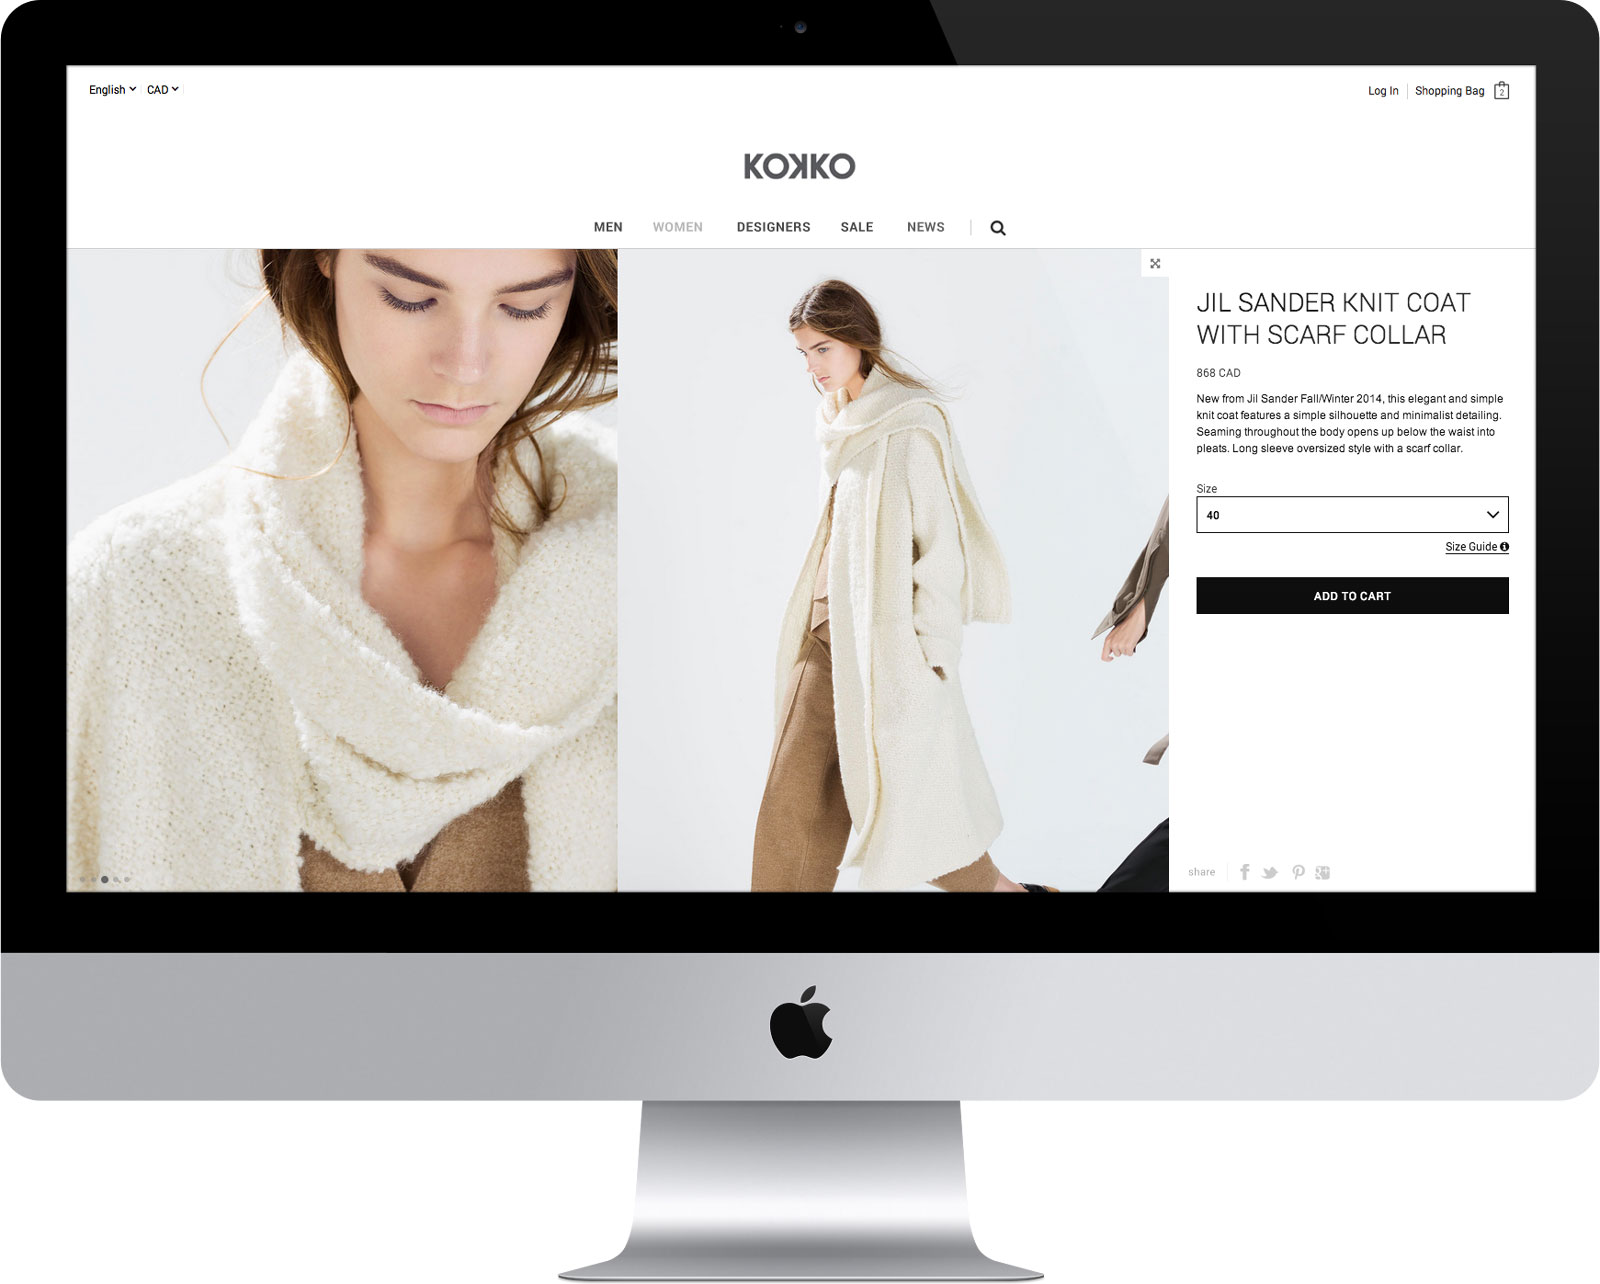 English CAD
Log In Shopping Bag 2
KOKKO
MEN WOMEN DESIGNERS SALE NEWS
JIL SANDER KNIT COAT
WITH SCARF COLLAR
868 CAD
New from Jil Sander Fall/Winter 2014, this elegant and simple
knit coat features a simple silhouette and minimalist detailing.
Seaming throughout the body opens up below the waist into
pleats. Long sleeve oversized style with a scarf collar.
Size
40
Size Guide
ADD TO CART
share